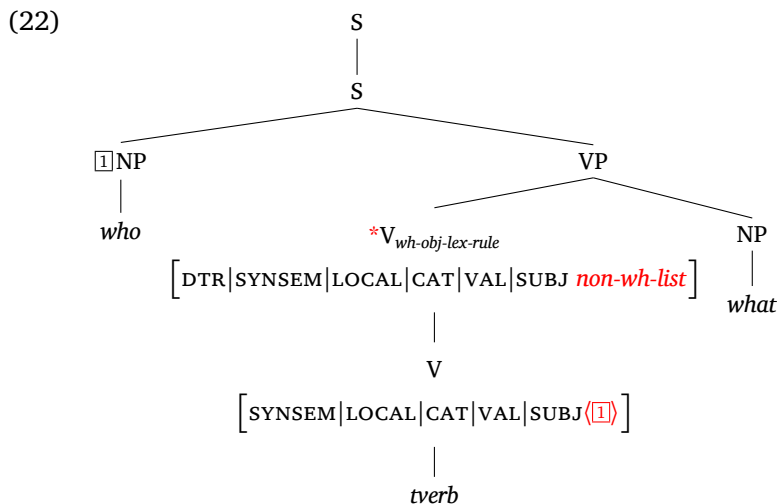 (22)
S
S
1 NP VP
who *V wh-obj-lex-rule NP
[DTR|SYNSEM|LOCAL|CAT|VAL|SUBJ non-wh-list] what
V
[SYNSEM|LOCAL|CAT|VAL|SUBJ⟨1⟩]
tverb